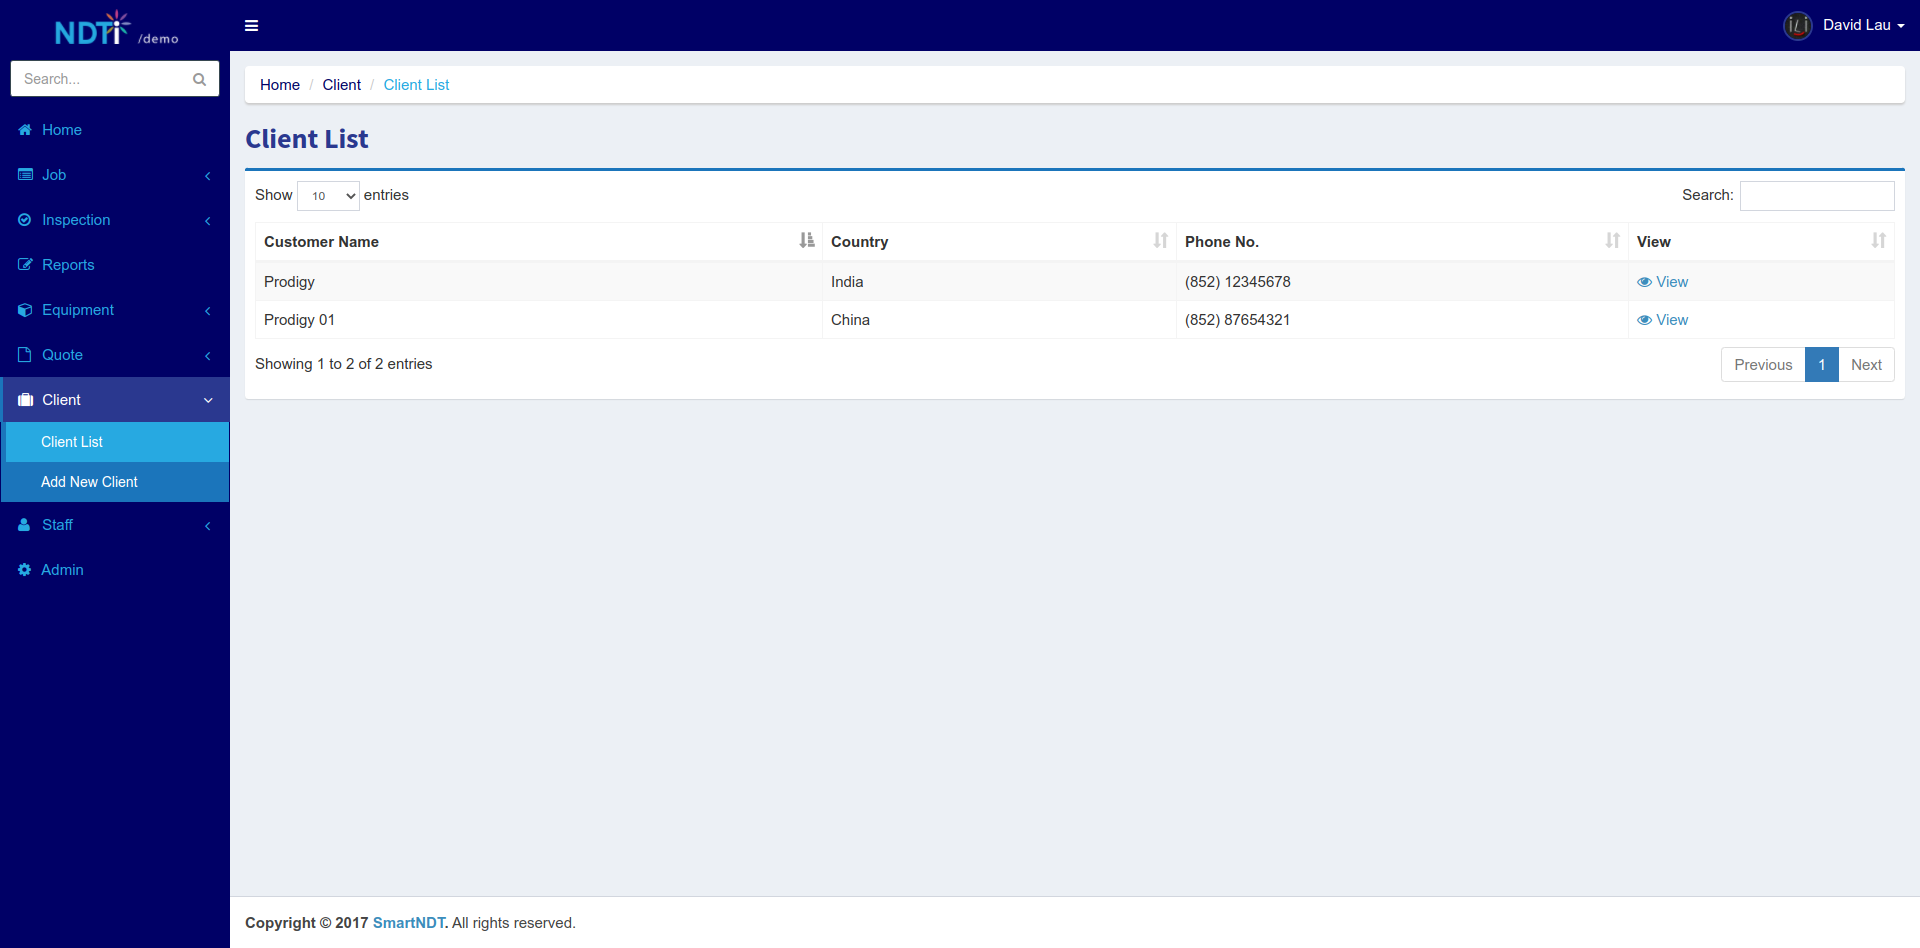 NDTi /demo
David Lau
Search...
Home
Job
Inspection
Reports
Equipment
Quote
Client
Client List
Add New Client
Staff
Admin
Home / Client / Client List
Client List
Show 10 entries
Search:
Customer Name Country Phone No. View
Prodigy India (852) 12345678 View
Prodigy 01 China (852) 87654321 View
Showing 1 to 2 of 2 entries
Previous 1 Next
Copyright © 2017 SmartNDT. All rights reserved.